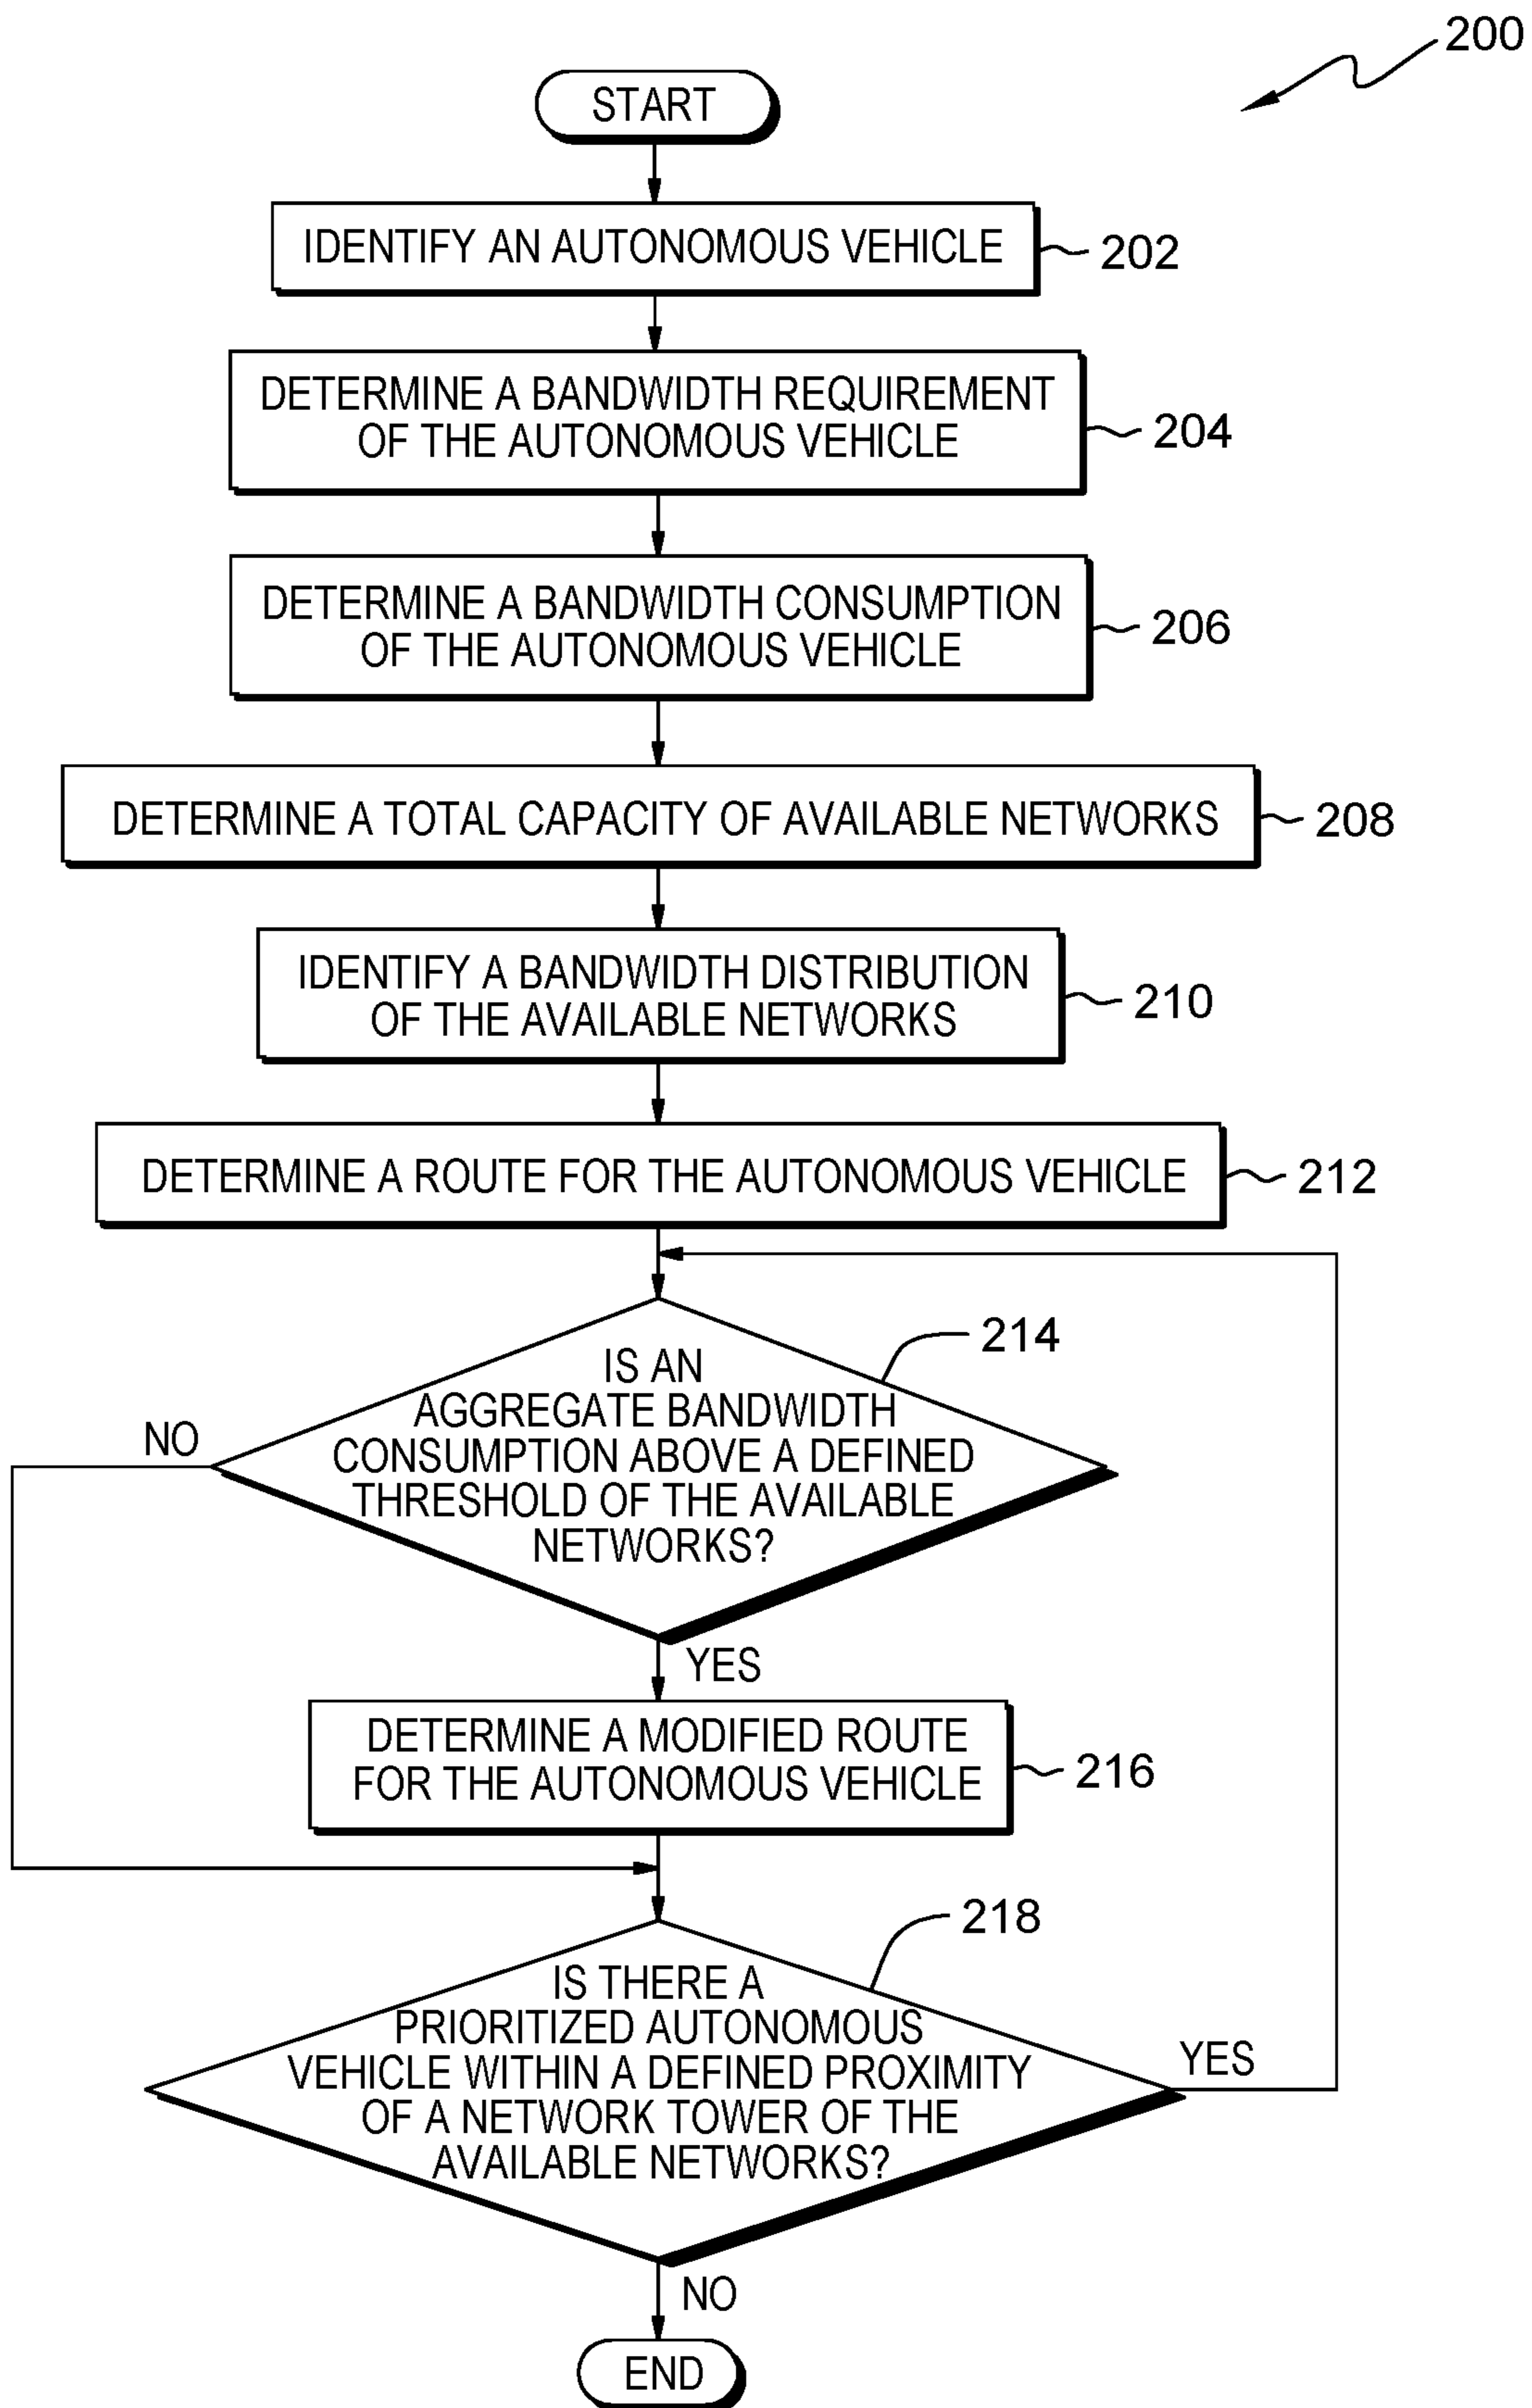 200
START
IDENTIFY AN AUTONOMOUS VEHICLE
202
DETERMINE A BANDWIDTH REQUIREMENT
OF THE AUTONOMOUS VEHICLE
204
DETERMINE A BANDWIDTH CONSUMPTION
OF THE AUTONOMOUS VEHICLE
206
DETERMINE A TOTAL CAPACITY OF AVAILABLE NETWORKS
208
IDENTIFY A BANDWIDTH DISTRIBUTION
OF THE AVAILABLE NETWORKS
210
DETERMINE A ROUTE FOR THE AUTONOMOUS VEHICLE
212
214
IS AN
AGGREGATE BANDWIDTH
CONSUMPTION ABOVE A DEFINED
THRESHOLD OF THE AVAILABLE
NETWORKS?
NO
YES
DETERMINE A MODIFIED ROUTE
FOR THE AUTONOMOUS VEHICLE
216
218
IS THERE A
PRIORITIZED AUTONOMOUS
VEHICLE WITHIN A DEFINED PROXIMITY
OF A NETWORK TOWER OF THE
AVAILABLE NETWORKS?
YES
NO
END